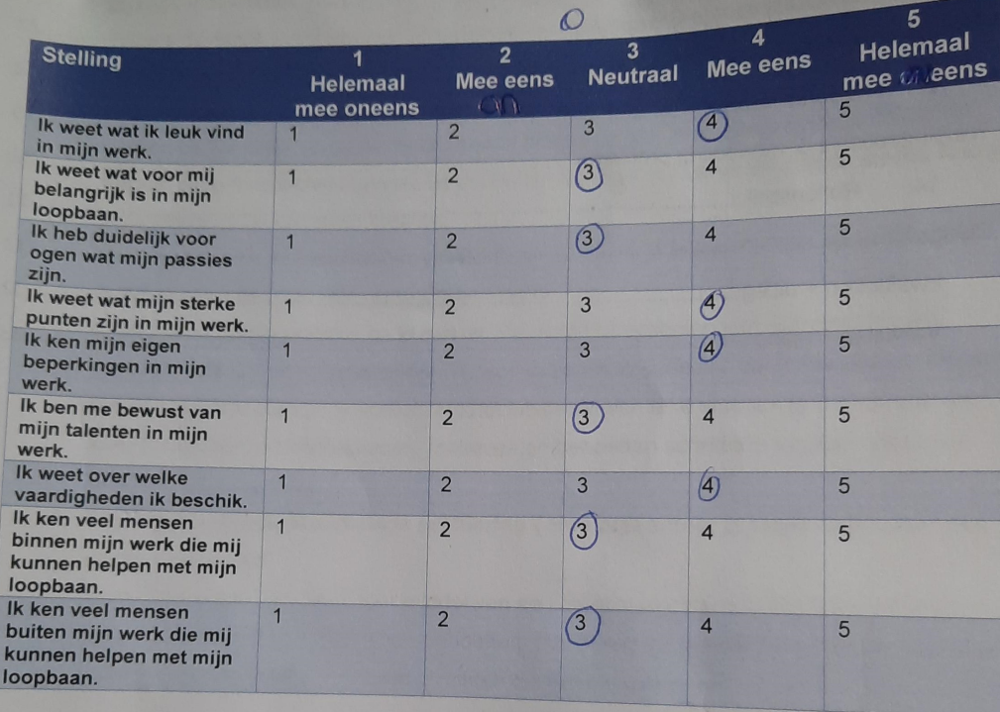 Stelling 1 2 3 4 5
Helemaal mee oneens Mee eens Neutraal Mee eens Helemaal mee oneens
on
Ik weet wat ik leuk vind 1 2 3 4 5
in mijn werk.
Ik weet wat voor mij 1 2 3 4 5
belangrijk is in mijn
loopbaan.
Ik heb duidelijk voor 1 2 3 4 5
ogen wat mijn passies
zijn.
Ik weet wat mijn sterke 1 2 3 4 5
punten zijn in mijn werk.
Ik ken mijn eigen 1 2 3 4 5
beperkingen in mijn
werk.
Ik ben me bewust van 1 2 3 4 5
mijn talenten in mijn
werk.
Ik weet over welke 1 2 3 4 5
vaardigheden ik beschik.
Ik ken veel mensen 1 2 3 4 5
binnen mijn werk die mij
kunnen helpen met mijn
loopbaan.
Ik ken veel mensen 1 2 3 4 5
buiten mijn werk die mij
kunnen helpen met mijn
loopbaan.